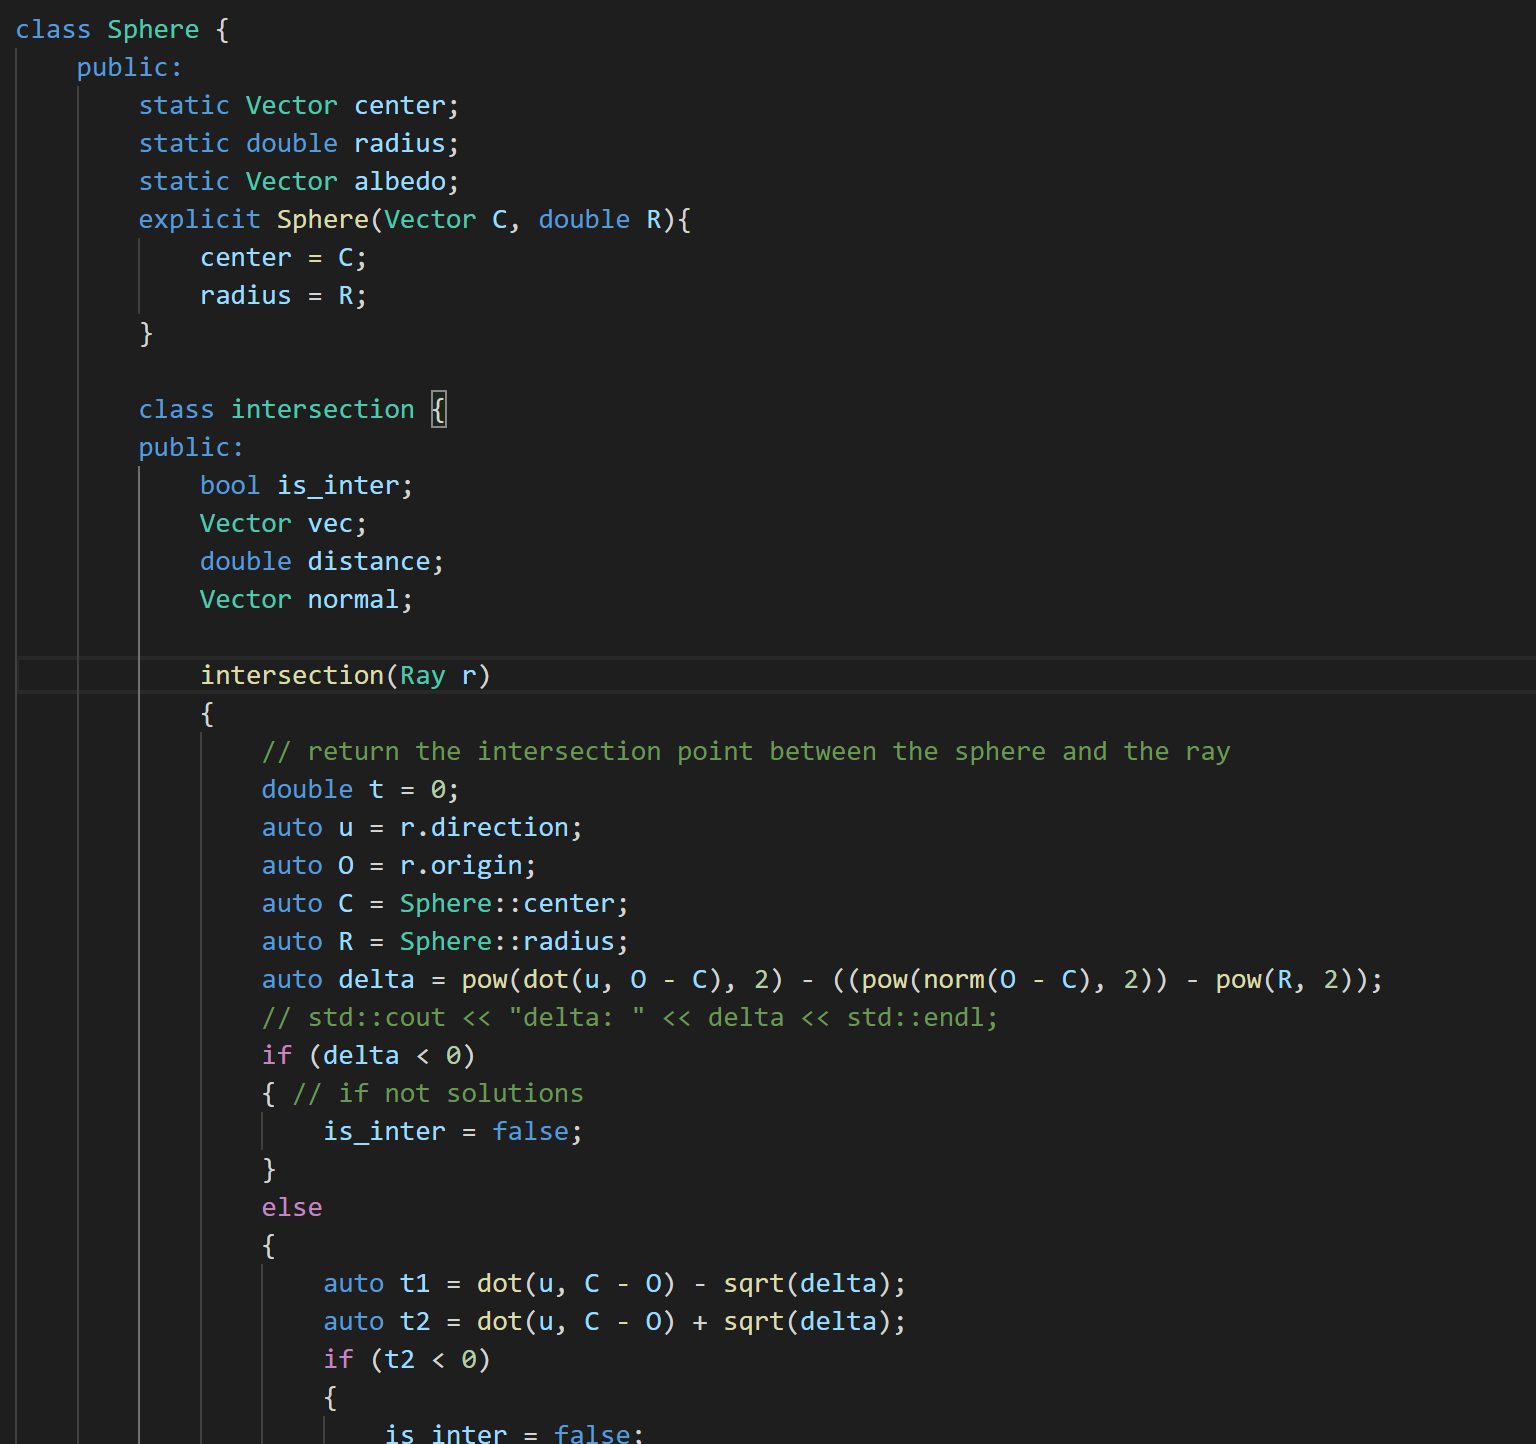 class Sphere {
    public:
        static Vector center;
        static double radius;
        static Vector albedo;
        explicit Sphere(Vector C, double R){
            center = C;
            radius = R;
        }

        class intersection {
        public:
            bool is_inter;
            Vector vec;
            double distance;
            Vector normal;

            intersection(Ray r)
            {
                // return the intersection point between the sphere and the ray
                double t = 0;
                auto u = r.direction;
                auto O = r.origin;
                auto C = Sphere::center;
                auto R = Sphere::radius;
                auto delta = pow(dot(u, O - C), 2) - ((pow(norm(O - C), 2)) - pow(R, 2));
                // std::cout << "delta: " << delta << std::endl;
                if (delta < 0)
                { // if not solutions
                    is_inter = false;
                }
                else
                {
                    auto t1 = dot(u, C - O) - sqrt(delta);
                    auto t2 = dot(u, C - O) + sqrt(delta);
                    if (t2 < 0)
                    {
                        is_inter = false;